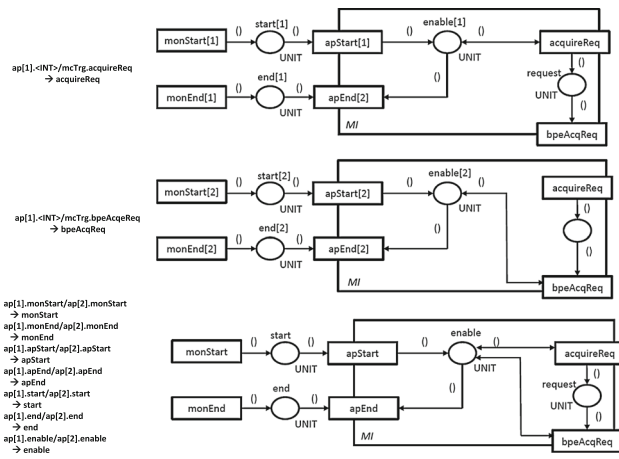 ap[1].<INT>/mcTrg.acquireReq
→ acquireReq
monStart[1]
()
start[1]
UNIT
()
apStart[1]
()
enable[1]
UNIT
()
acquireReq
()
request
UNIT
()
bpeAcqReq
monEnd[1]
()
end[1]
UNIT
()
apEnd[2]
()
MI
ap[1].<INT>/mcTrg.bpeAcqeReq
→ bpeAcqReq
monStart[2]
()
start[2]
UNIT
()
apStart[2]
()
enable[2]
UNIT
()
acquireReq
()
()
bpeAcqReq
monEnd[2]
()
end[2]
UNIT
()
apEnd[2]
()
MI
ap[1].monStart/ap[2].monStart
→ monStart
ap[1].monEnd/ap[2].monEnd
→ monEnd
ap[1].apStart/ap[2].apStart
→ apStart
ap[1].apEnd/ap[2].apEnd
→ apEnd
ap[1].start/ap[2].start
→ start
ap[1].end/ap[2].end
→ end
ap[1].enable/ap[2].enable
→ enable
monStart
()
start
UNIT
()
apStart
()
enable
UNIT
()
()
acquireReq
()
request
UNIT
()
bpeAcqReq
monEnd
()
end
UNIT
()
apEnd
()
MI